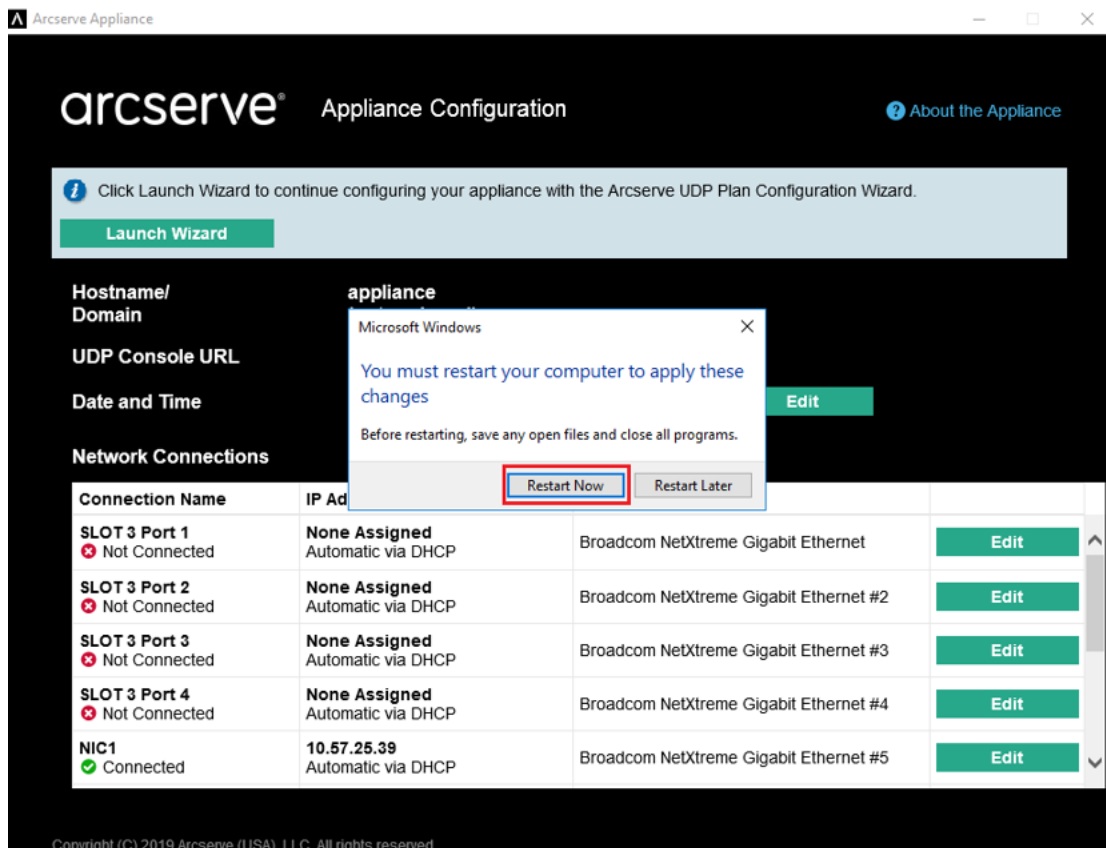 Arcserve Appliance
arcserve® Appliance Configuration
About the Appliance
Click Launch Wizard to continue configuring your appliance with the Arcserve UDP Plan Configuration Wizard.
Launch Wizard
Hostname/ appliance
Domain
UDP Console URL
Date and Time Edit
Microsoft Windows
You must restart your computer to apply these
changes
Before restarting, save any open files and close all programs.
Restart Now Restart Later
Network Connections
Connection Name IP Ad
SLOT 3 Port 1 None Assigned
Not Connected Automatic via DHCP
Broadcom NetXtreme Gigabit Ethernet Edit
SLOT 3 Port 2 None Assigned
Not Connected Automatic via DHCP
Broadcom NetXtreme Gigabit Ethernet #2 Edit
SLOT 3 Port 3 None Assigned
Not Connected Automatic via DHCP
Broadcom NetXtreme Gigabit Ethernet #3 Edit
SLOT 3 Port 4 None Assigned
Not Connected Automatic via DHCP
Broadcom NetXtreme Gigabit Ethernet #4 Edit
NIC1 10.57.25.39
Connected Automatic via DHCP
Broadcom NetXtreme Gigabit Ethernet #5 Edit
Copyright (C) 2019 Arcserve (USA), LLC. All rights reserved